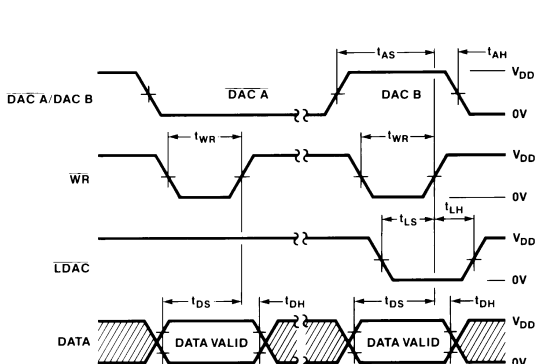 tAS tAH
VDD
DAC A/DAC B DAC A DAC B
0V
tWR tWR
VDD
WR
0V
tLS tLH
VDD
LDAC
0V
tDS tDH tDS tDH
VDD
DATA DATA VALID DATA VALID
0V